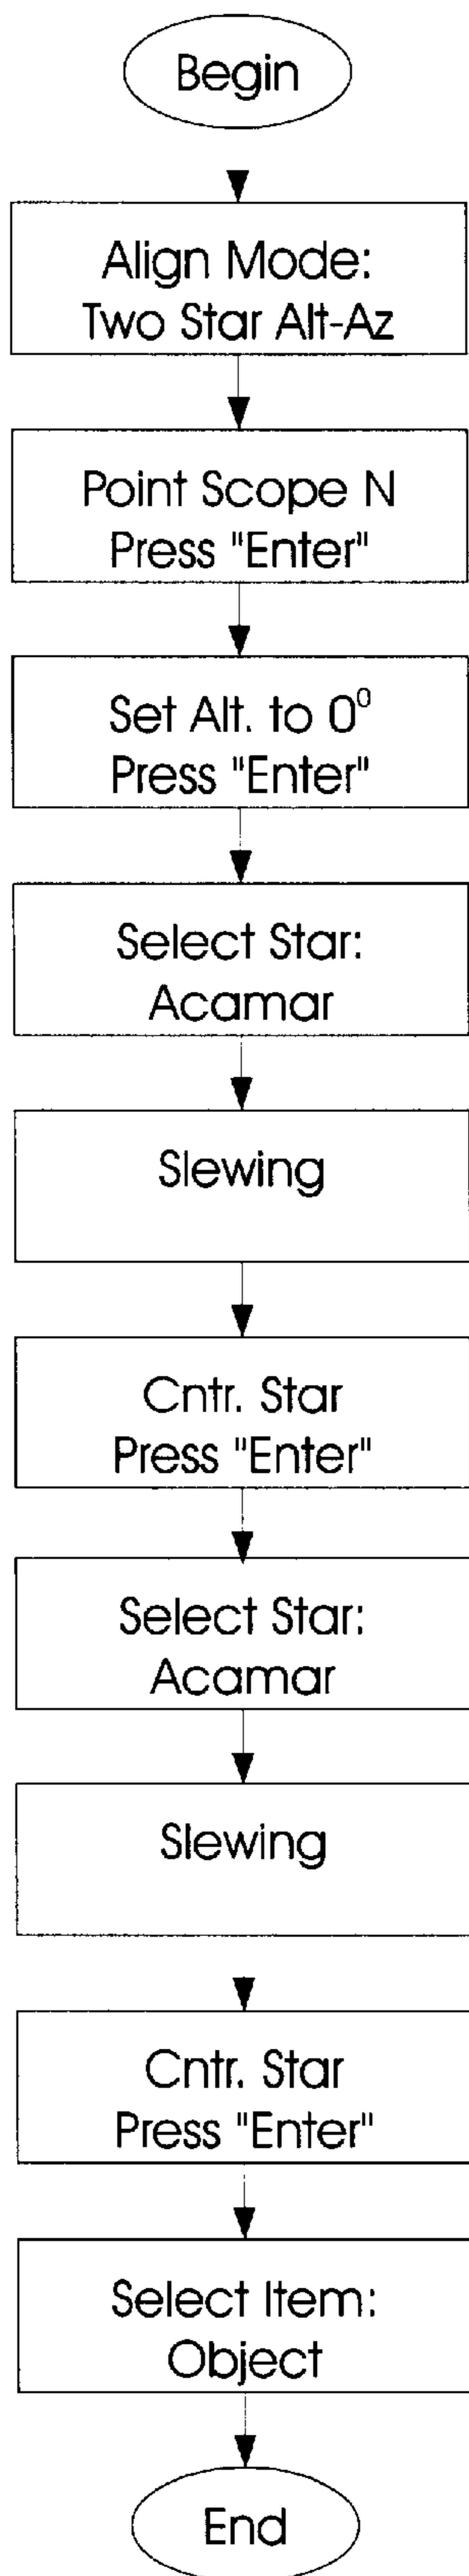 Begin
Align Mode:
Two Star Alt-Az
Point Scope N
Press "Enter"
Set Alt. to 0⁰
Press "Enter"
Select Star:
Acamar
Slewing
Cntr. Star
Press "Enter"
Select Star:
Acamar
Slewing
Cntr. Star
Press "Enter"
Select Item:
Object
End